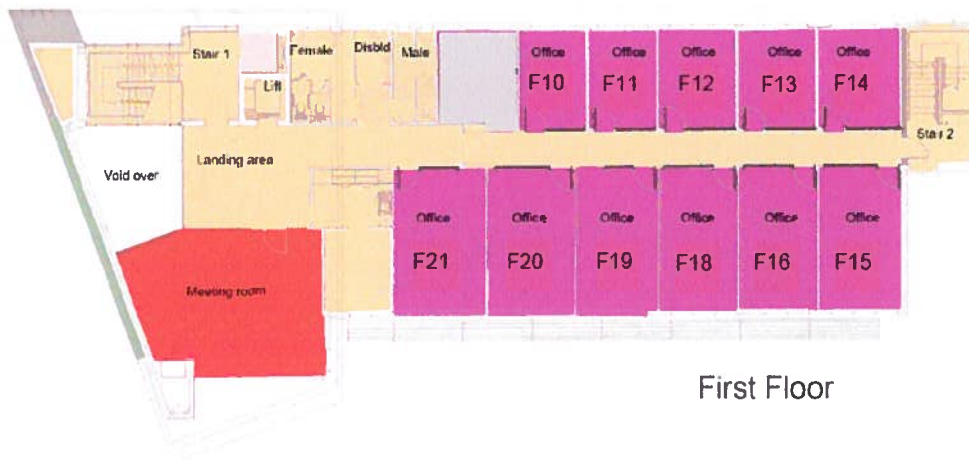 Stair 1
Female
Disbld
Male
Lift
Office
F10
Office
F11
Office
F12
Office
F13
Office
F14
Stair 2
Landing area
Void over
Office
F21
Office
F20
Office
F19
Office
F18
Office
F16
Office
F15
Meeting room
First Floor